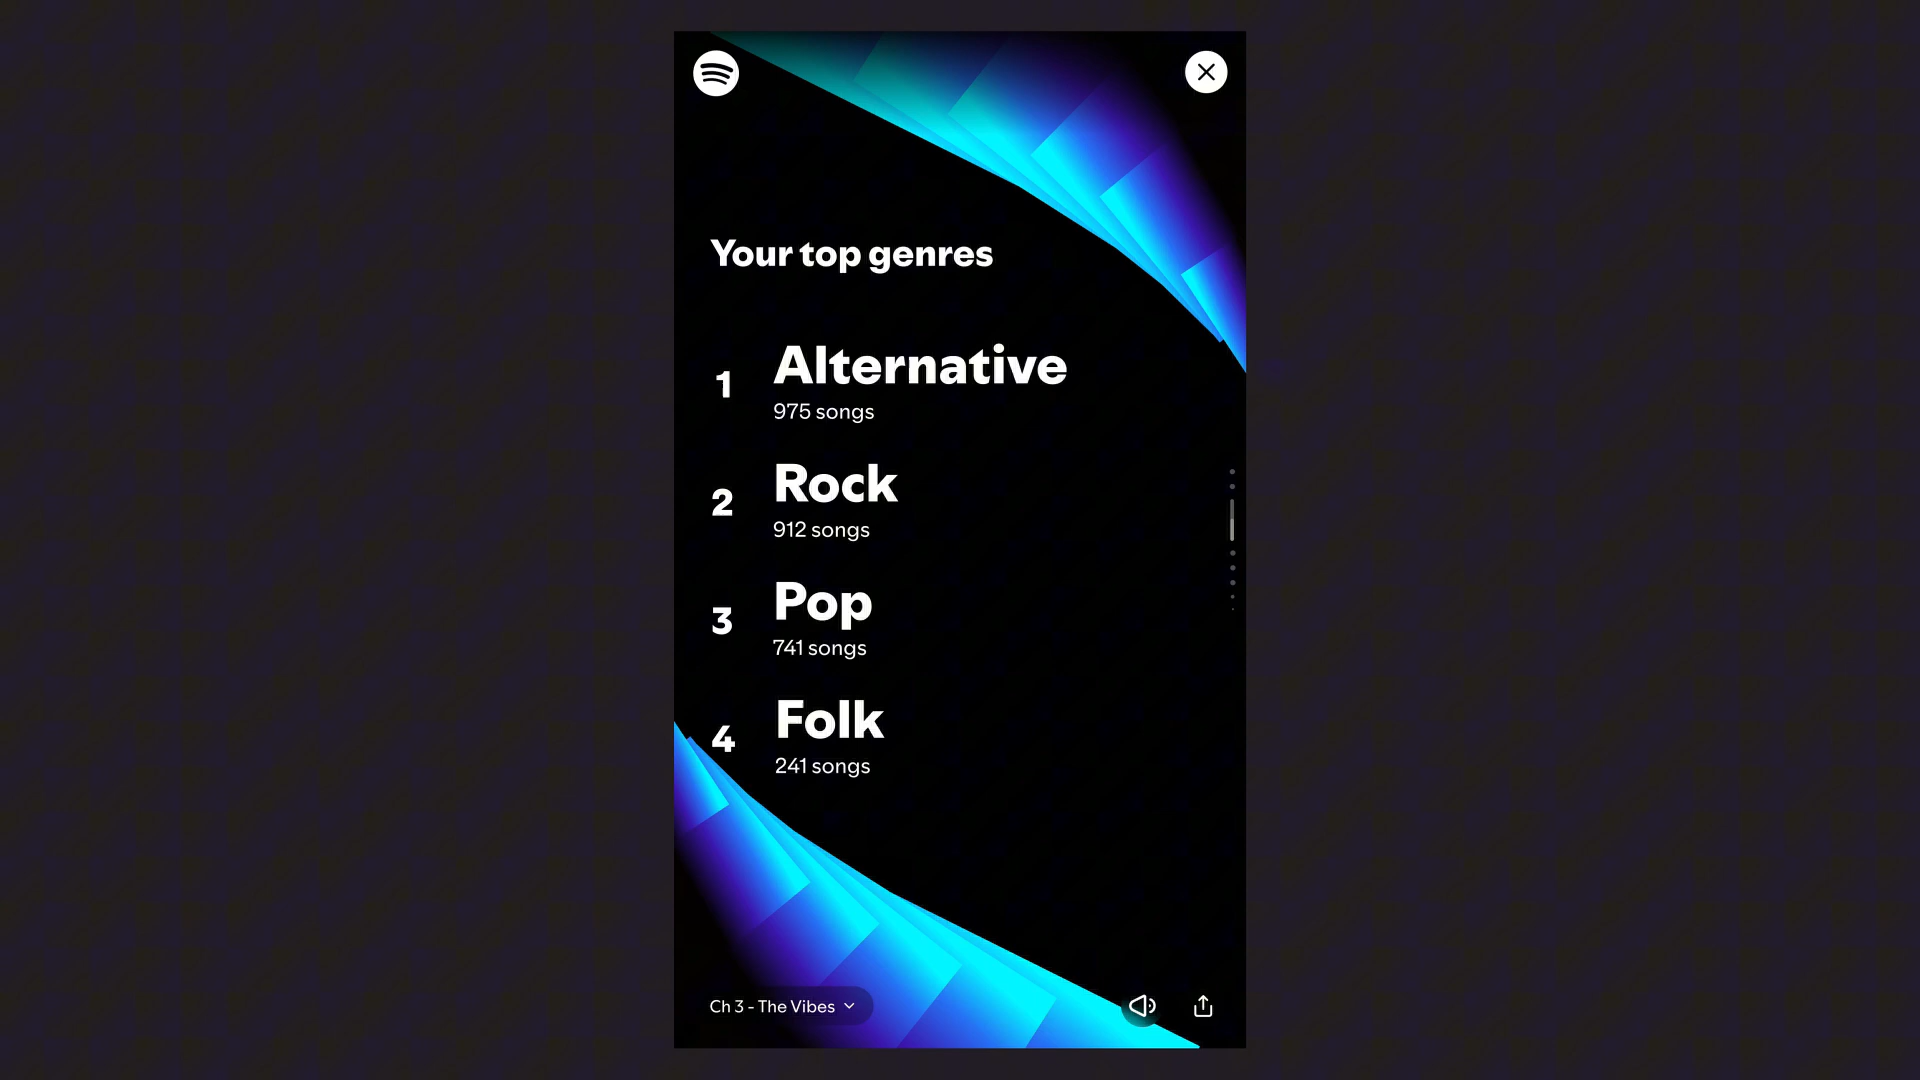 Your top genres
1
Alternative
975 songs
2
Rock
912 songs
3
Pop
741 songs
4
Folk
241 songs
Ch 3 - The Vibes